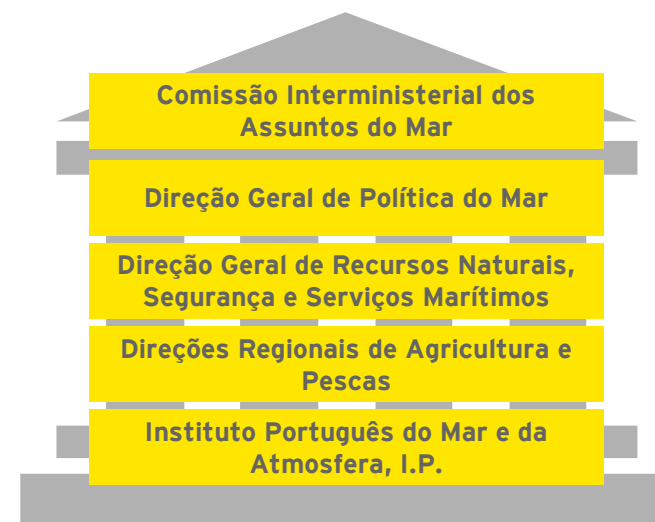 Comissão Interministerial dos
Assuntos do Mar
Direção Geral de Política do Mar
Direção Geral de Recursos Naturais,
Segurança e Serviços Marítimos
Direções Regionais de Agricultura e
Pescas
Instituto Português do Mar e da
Atmosfera, I.P.